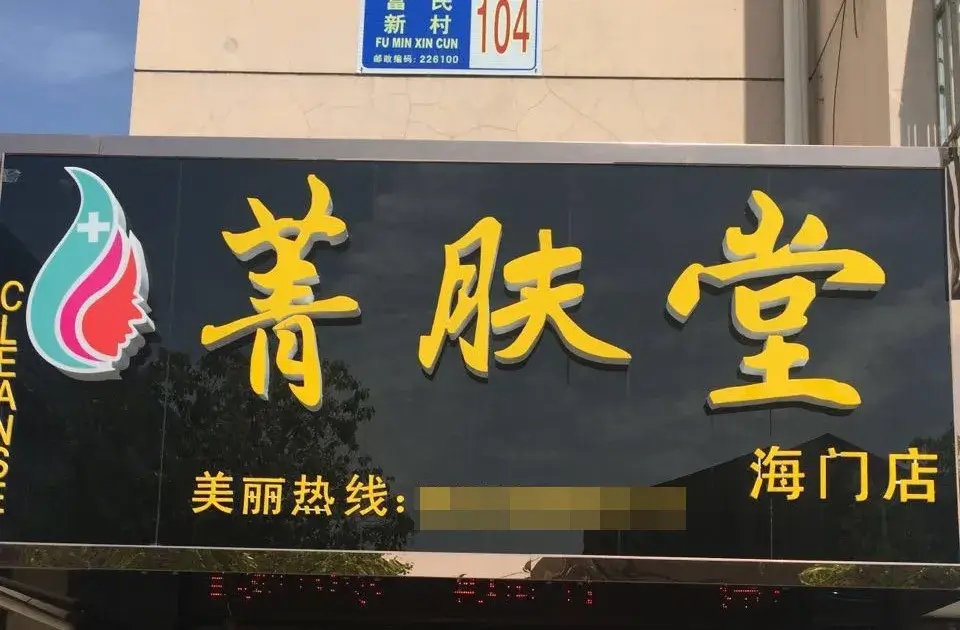 富民
新村
104
FU MIN XIN CUN
邮政编码：226100
菁肤堂
CLEANSE
美丽热线：
海门店